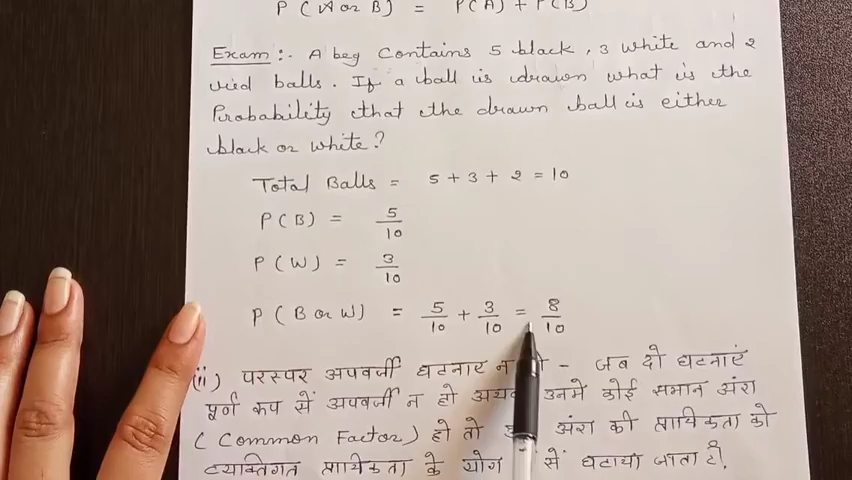 P ( A or B ) = P(A) + P(B)
Exam :- A beg Contains 5 black , 3 white and 2
red balls . If a ball is drawn what is the
Probability that the drawn ball is either
black or white ?
Total Balls = 5 + 3 + 2 = 10
P ( B ) = 5/10
P ( W ) = 3/10
P ( B or W ) = 5/10 + 3/10 = 8/10
(ii) परस्पर अपवर्जी घटनाए न - जब दो घटनाएं
पूर्ण रूप सें अपवर्जी न हो उनमें कोई समान अंश
( Common Factor ) हो तो अंश की प्रायिकता को
व्यक्तिगत प्रायिकता के योग सें घटाया जाता है.